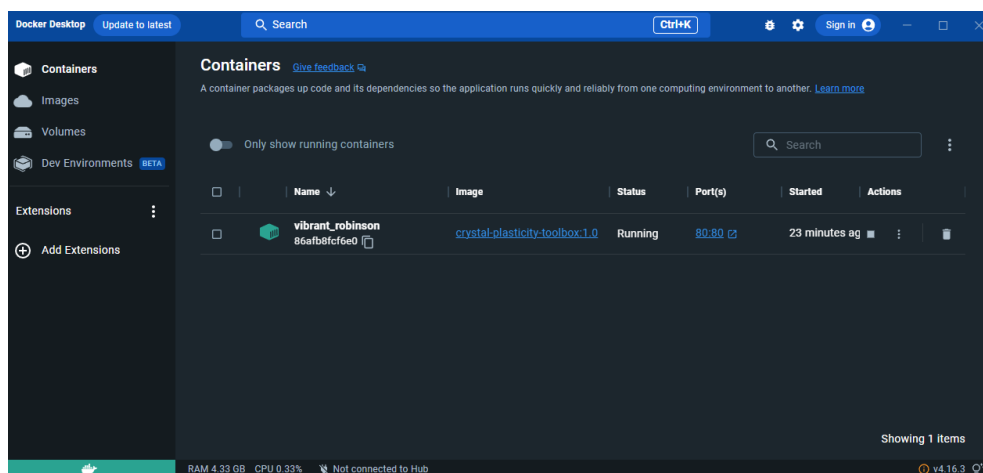 Docker Desktop Update to latest Search Ctrl+K Sign in
Containers
Images
Volumes
Dev Environments BETA
Extensions
Add Extensions
Containers Give feedback
A container packages up code and its dependencies so the application runs quickly and reliably from one computing environment to another. Learn more
Only show running containers Search
Name Image Status Port(s) Started Actions
vibrant_robinson
86afb8fcf6e0 crystal-plasticity-toolbox:1.0 Running 80:80 23 minutes ag
Showing 1 items
RAM 4.33 GB CPU 0.33% Not connected to Hub v4.16.3